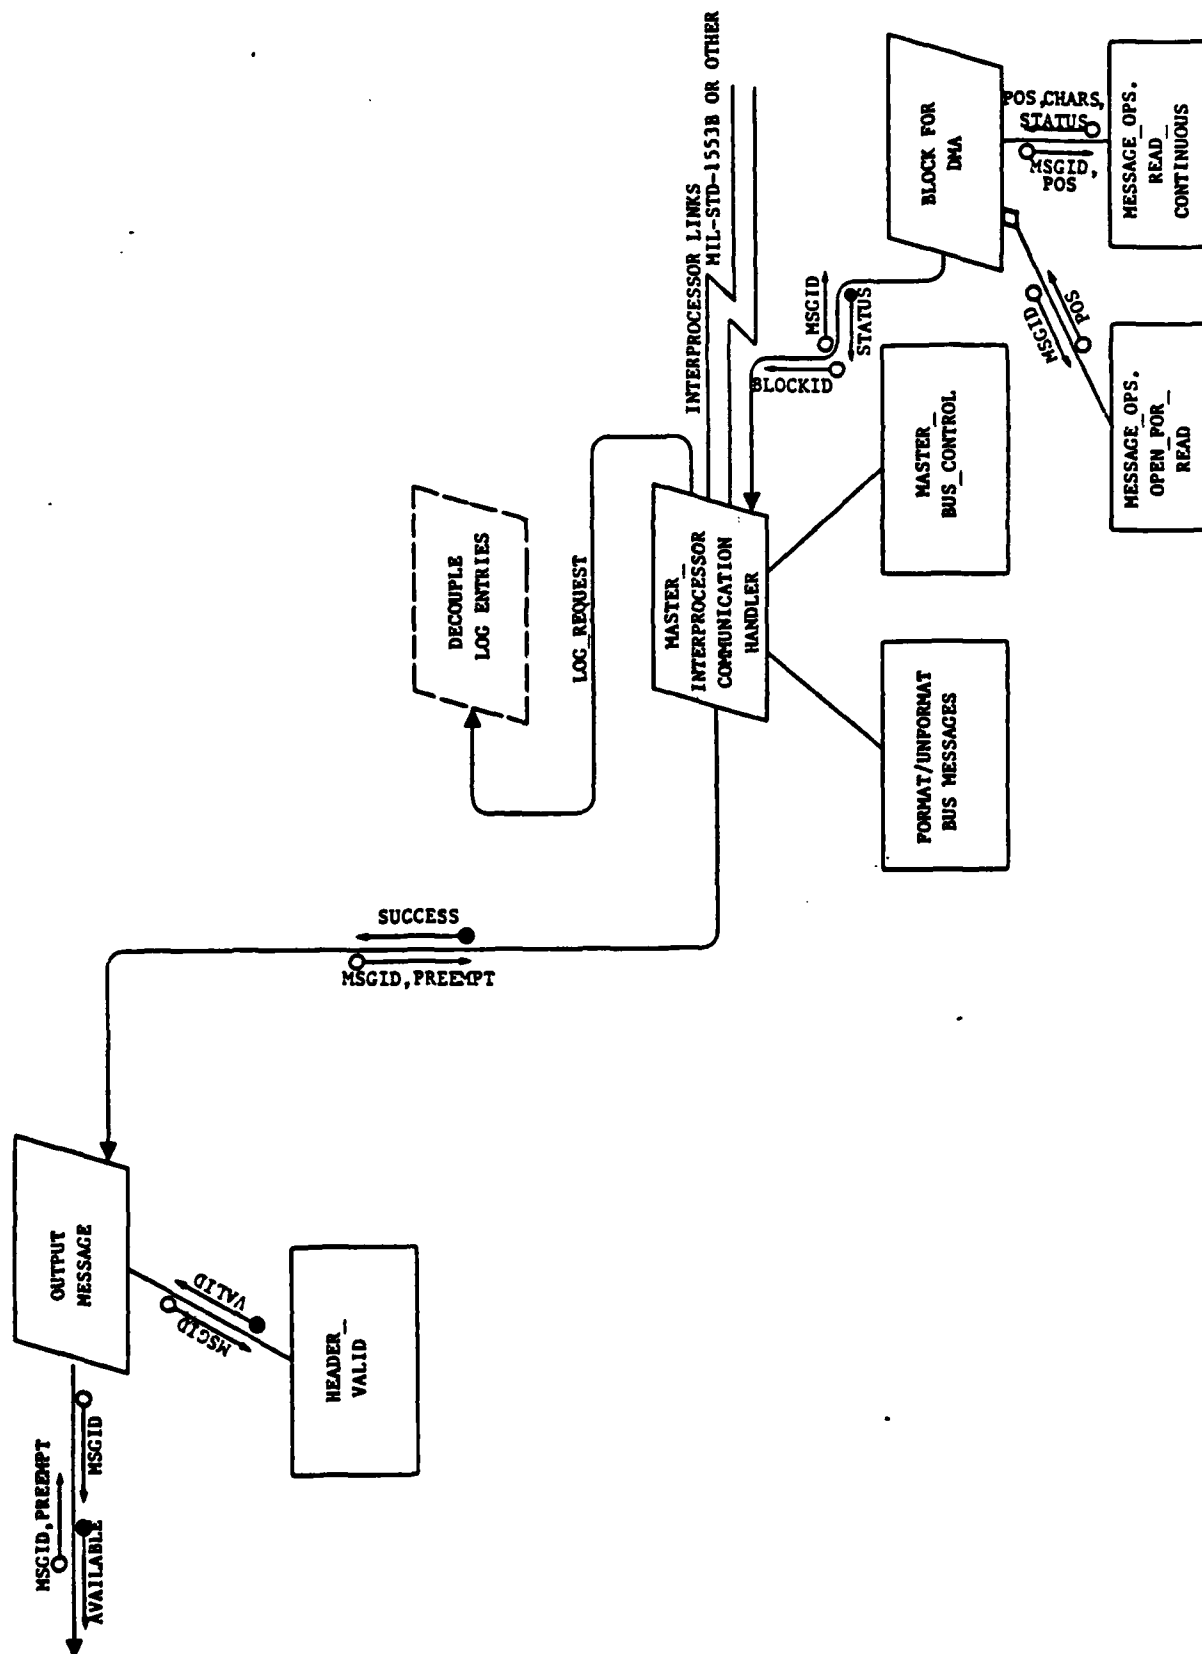 INTERPROCESSOR LINKS
MIL-STD-1553B OR OTHER
BLOCK FOR
DMA
POS,CHARS,
STATUS
MSGID,
POS
MESSAGE_OPS.
READ_
CONTINUOUS
MSGID
POS
MESSAGE_OPS.
OPEN_FOR_
READ
MSGID
STATUS
BLOCKID
MASTER_
BUS_CONTROL
DECOUPLE
LOG ENTRIES
LOG_REQUEST
MASTER_
INTERPROCESSOR
COMMUNICATION
HANDLER
FORMAT/UNFORMAT
BUS MESSAGES
SUCCESS
MSGID,PREEMPT
OUTPUT
MESSAGE
VALID
MSGID
HEADER_
VALID
MSGID,PREEMPT
MSGID
AVAILABLE